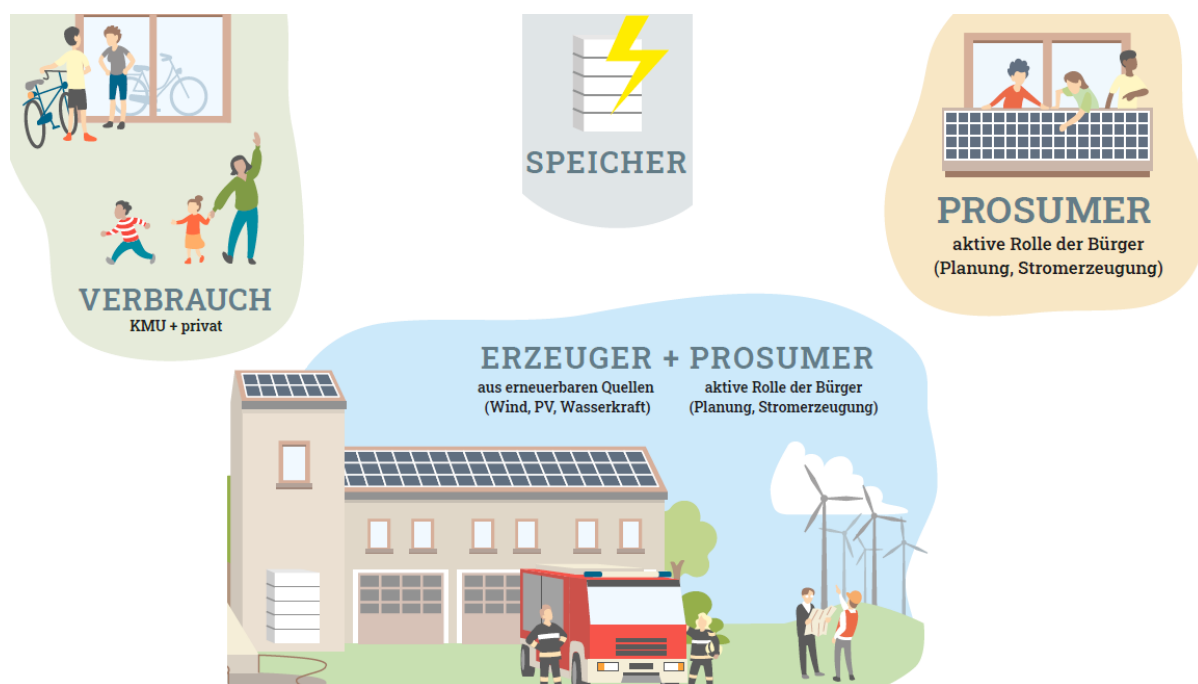 SPEICHER
PROSUMER
aktive Rolle der Bürger
(Planung, Stromerzeugung)
VERBRAUCH
KMU + privat
ERZEUGER + PROSUMER
aus erneuerbaren Quellen
(Wind, PV, Wasserkraft)
aktive Rolle der Bürger
(Planung, Stromerzeugung)